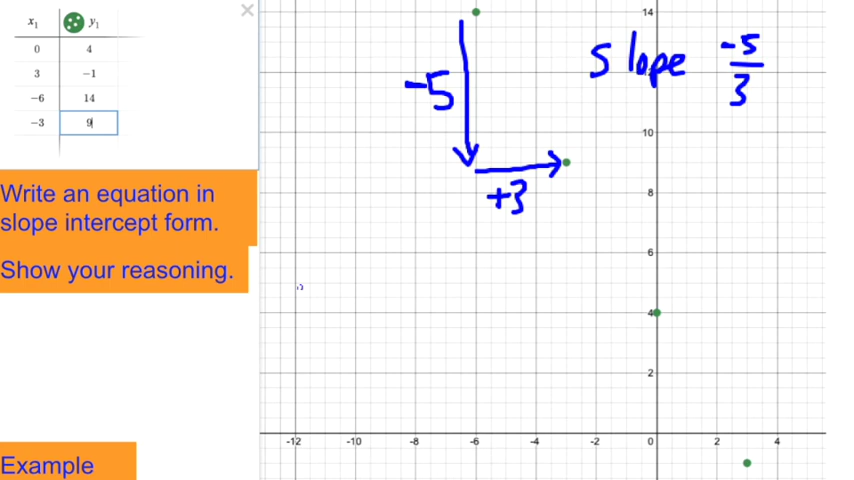 x₁ y₁
0 4
3 −1
−6 14
−3 9
Write an equation in
slope intercept form.
Show your reasoning.
Example
slope -5/3
-5
+3
14
10
8
6
4
2
-12 -10 -8 -6 -4 -2 0 2 4